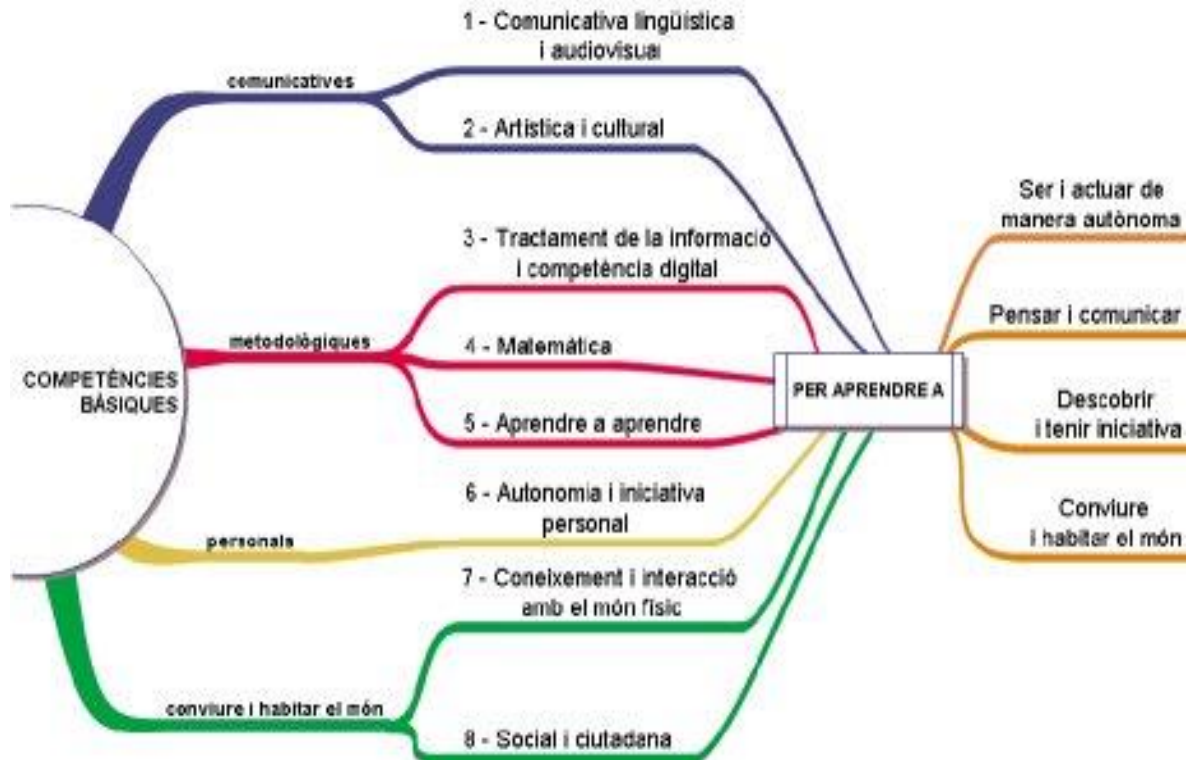 COMPETÈNCIES
BÀSIQUES
comunicatives
1 - Comunicativa lingüística
i audiovisual
2 - Artística i cultural
metodològiques
3 - Tractament de la informació
i competència digital
4 - Matemàtica
5 - Aprendre a aprendre
personals
6 - Autonomia i iniciativa
personal
conviure i habitar el món
7 - Coneixement i interacció
amb el món físic
8 - Social i ciutadana
PER APRENDRE A
Ser i actuar de
manera autònoma
Pensar i comunicar
Descobrir
i tenir iniciativa
Conviure
i habitar el món